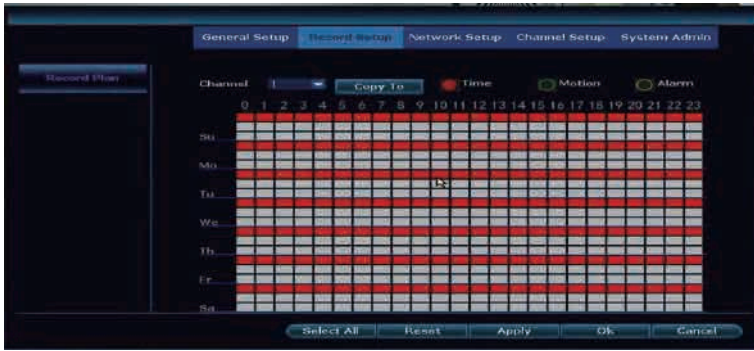 General Setup Record Setup Network Setup Channel Setup System Admin
Record Plan
Channel 1 Copy To Time Motion Alarm
0 1 2 3 4 5 6 7 8 9 10 11 12 13 14 15 16 17 18 19 20 21 22 23
Su
Mo
Tu
We
Th
Fr
Sa
Select All Reset Apply Ok Cancel